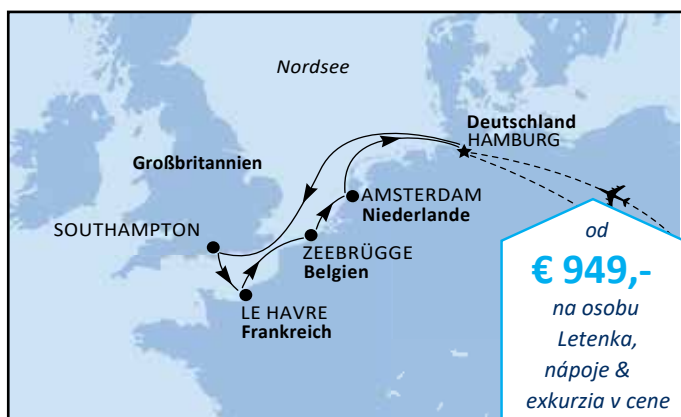 Nordsee
Deutschland
HAMBURG
Großbritannien
AMSTERDAM
Niederlande
SOUTHAMPTON
ZEEBRÜGGE
Belgien
LE HAVRE
Frankreich
od
€ 949,-
na osobu
Letenka,
nápoje &
exkurzia v cene